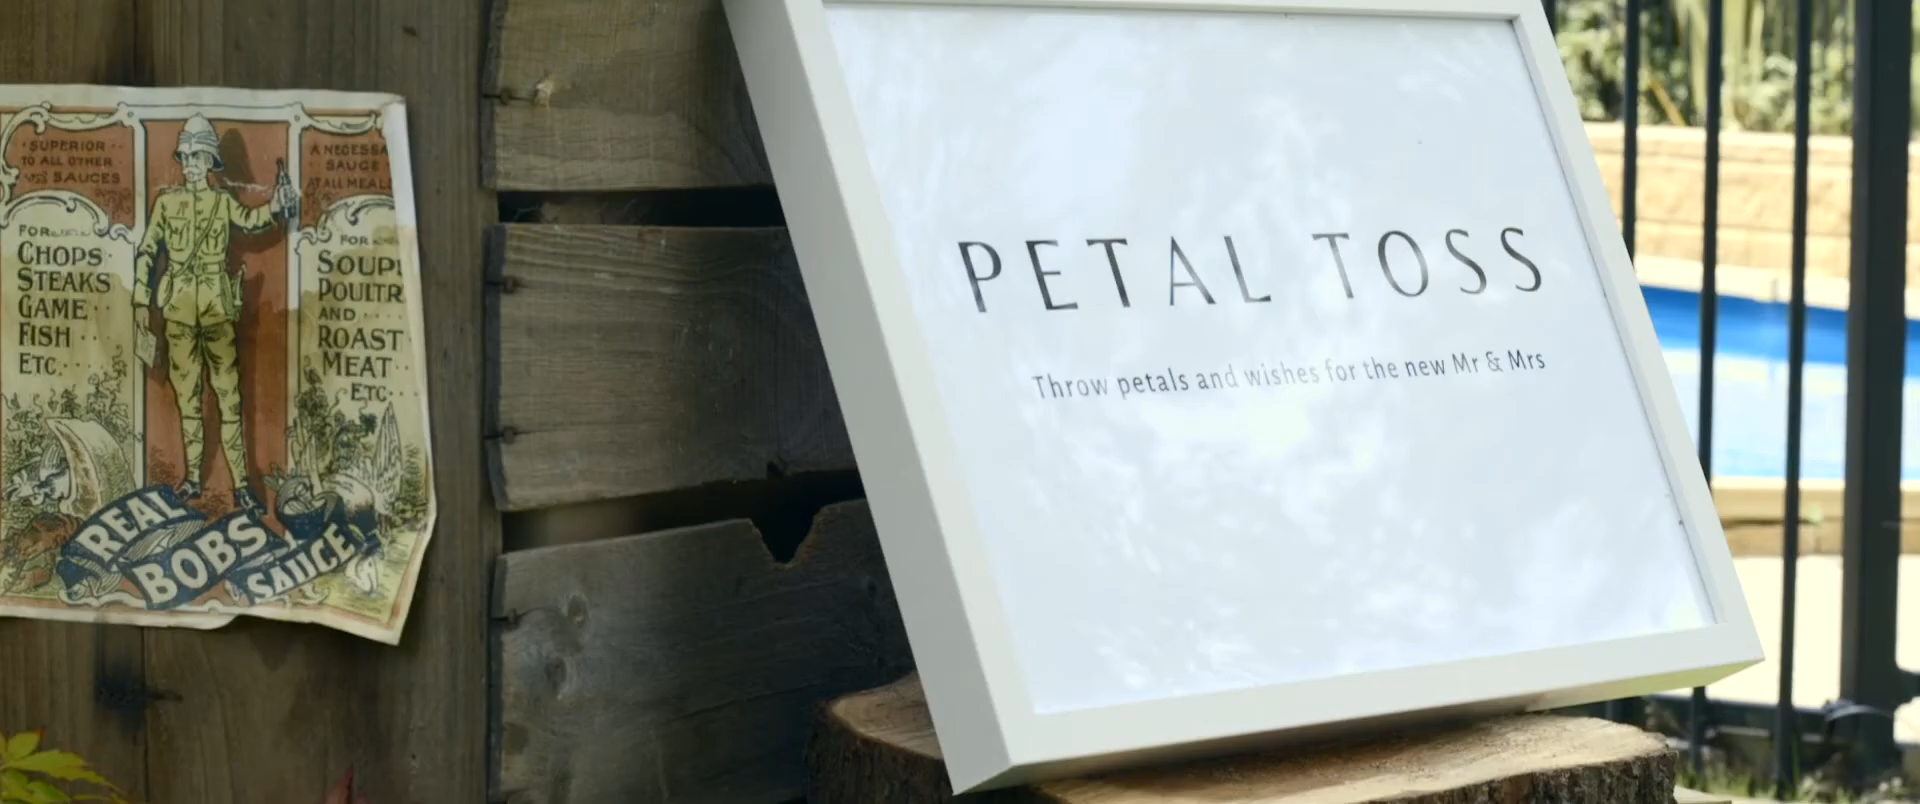 SUPERIOR
TO ALL OTHER
SAUCES
FOR
CHOPS
STEAKS
GAME
FISH
ETC.
A NECESSA
SAUCE
AT ALL MEAL
FOR
SOUP
POULTR
AND
ROAST
MEAT
ETC
REAL
BOBS
SAUCE
PETAL TOSS
Throw petals and wishes for the new Mr & Mrs